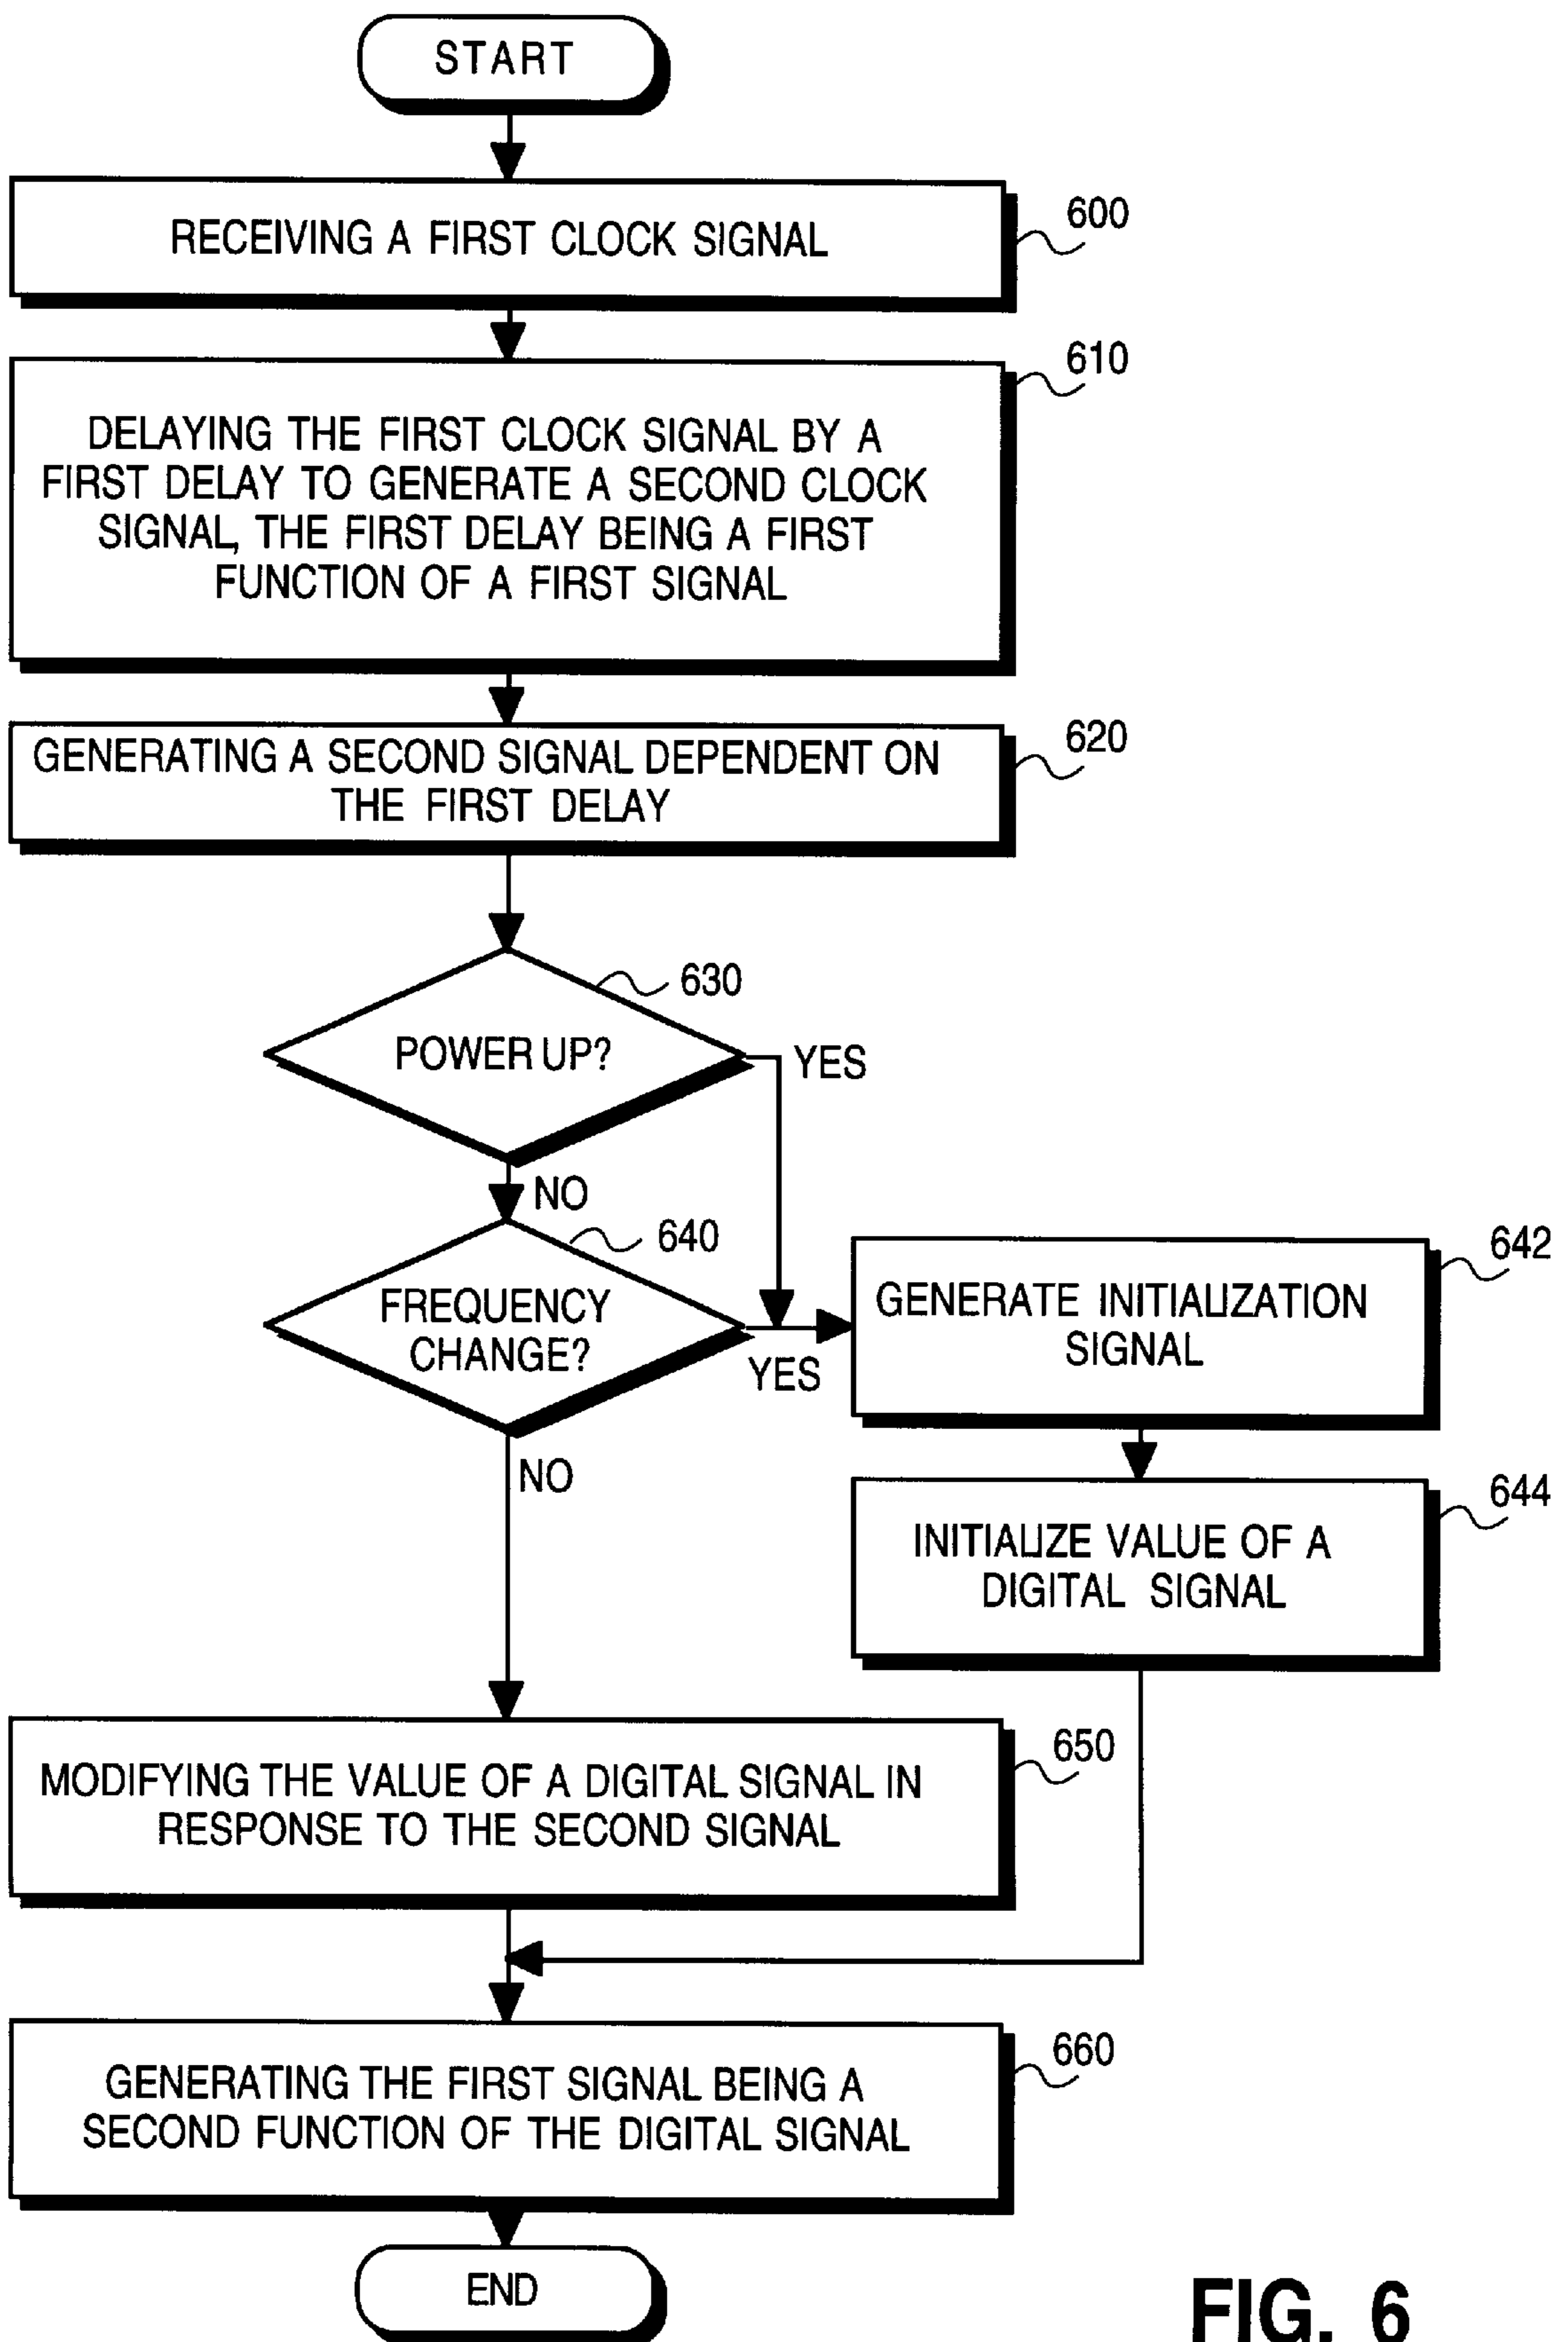 START
RECEIVING A FIRST CLOCK SIGNAL
600
610
DELAYING THE FIRST CLOCK SIGNAL BY A
FIRST DELAY TO GENERATE A SECOND CLOCK
SIGNAL, THE FIRST DELAY BEING A FIRST
FUNCTION OF A FIRST SIGNAL
620
GENERATING A SECOND SIGNAL DEPENDENT ON
THE FIRST DELAY
630
POWER UP?
YES
NO
640
FREQUENCY
CHANGE?
YES
642
GENERATE INITIALIZATION
SIGNAL
NO
644
INITIALIZE VALUE OF A
DIGITAL SIGNAL
650
MODIFYING THE VALUE OF A DIGITAL SIGNAL IN
RESPONSE TO THE SECOND SIGNAL
660
GENERATING THE FIRST SIGNAL BEING A
SECOND FUNCTION OF THE DIGITAL SIGNAL
END
FIG. 6